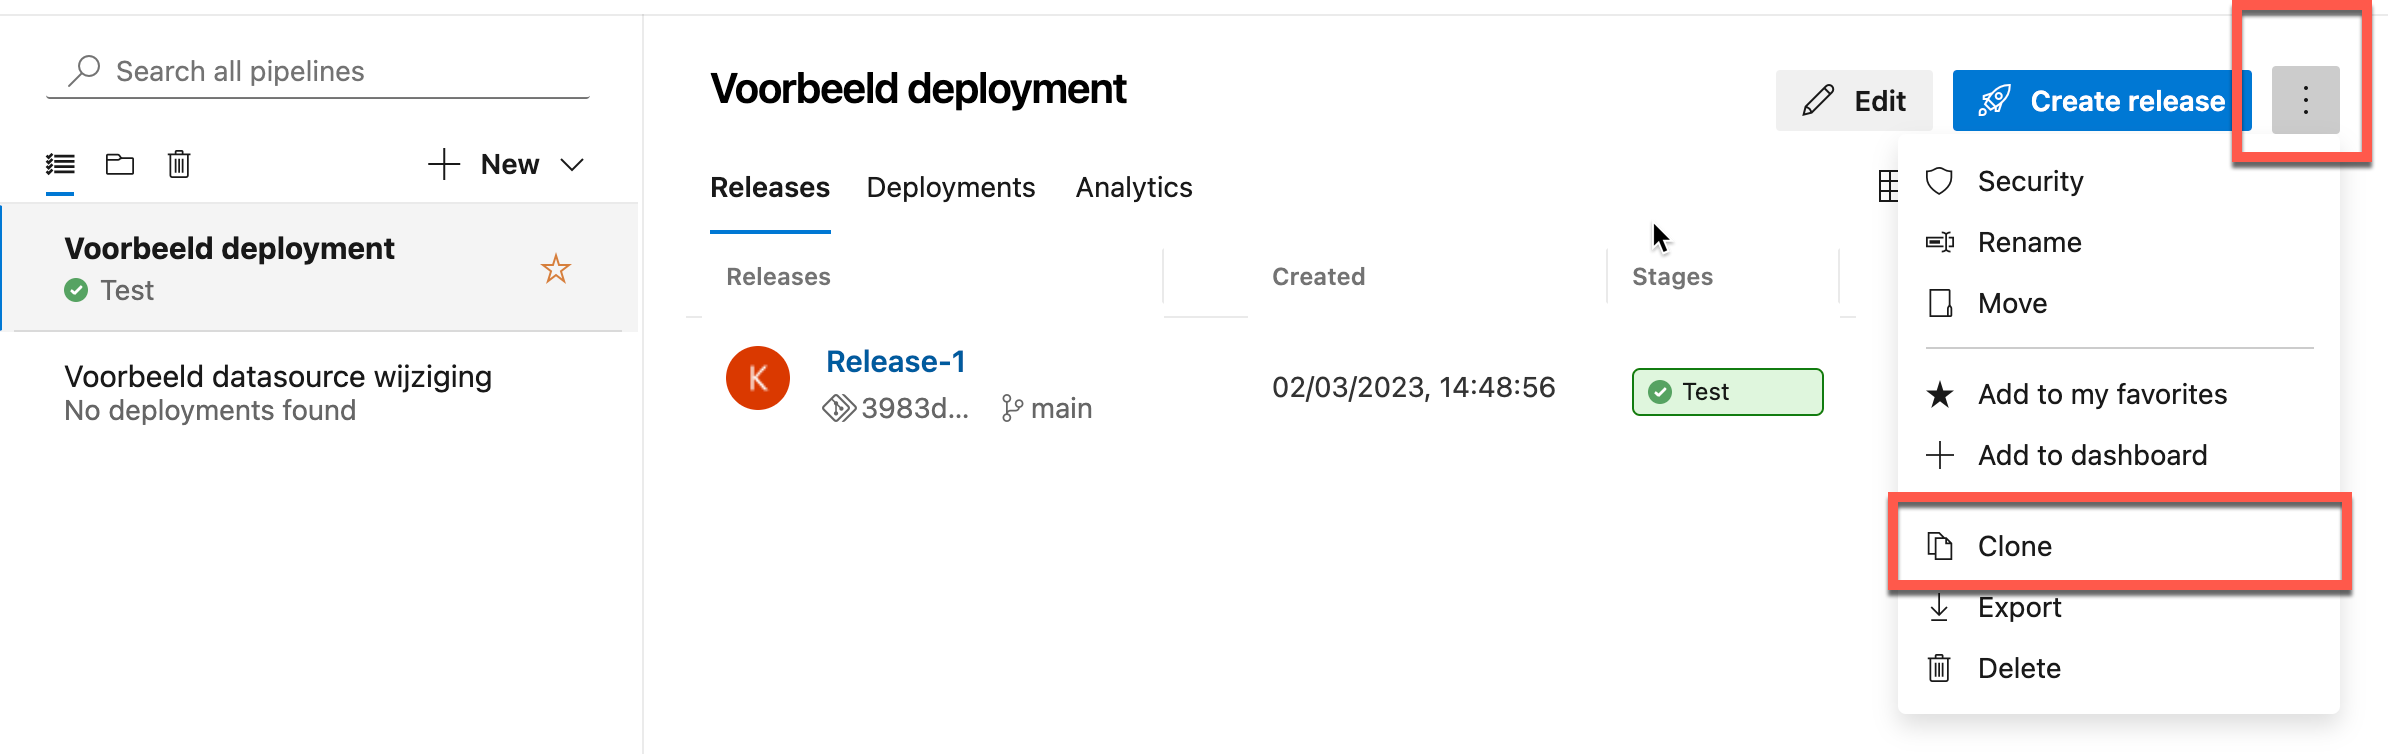 Search all pipelines
New
Voorbeeld deployment
Test
Voorbeeld datasource wijziging
No deployments found
Voorbeeld deployment
Edit
Create release
Releases Deployments Analytics
Releases Created Stages
K
Release-1
3983d... main
02/03/2023, 14:48:56
Test
Security
Rename
Move
Add to my favorites
Add to dashboard
Clone
Export
Delete